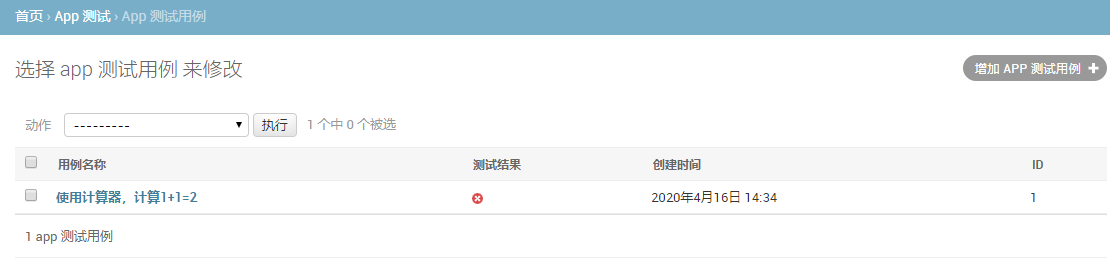 首页 › App 测试 › App 测试用例
选择 app 测试用例 来修改
增加 APP 测试用例 +
动作 --------- 执行 1 个中 0 个被选
用例名称 测试结果 创建时间 ID
使用计算器，计算1+1=2 2020年4月16日 14:34 1
1 app 测试用例